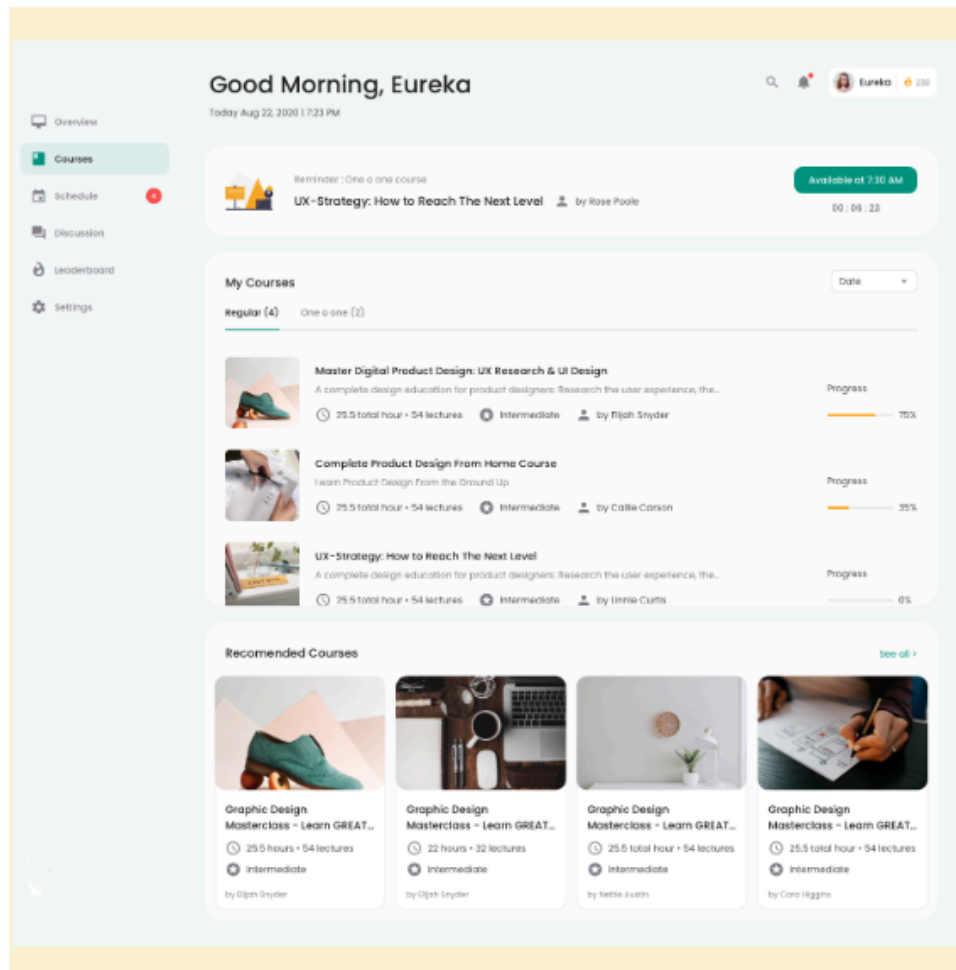 Good Morning, Eureka
Today Aug 22, 2020 | 7:23 PM
Eureka
230
Overview
Courses
Schedule
4
Discussion
Leaderboard
Settings
Reminder : One o one course
UX-Strategy: How to Reach The Next Level
by Rose Poole
Available at 7:30 AM
00 : 06 : 23
My Courses
Date
Regular (4)
One o one (2)
Master Digital Product Design: UX Research & UI Design
A complete design education for product designers: Research the user experience, the...
25.5 total hour • 54 lectures
Intermediate
by Elijah Snyder
Progress
75%
Complete Product Design From Home Course
Learn Product Design From the Ground Up
25.5 total hour • 54 lectures
Intermediate
by Callie Carson
Progress
35%
UX-Strategy: How to Reach The Next Level
A complete design education for product designers: Research the user experience, the...
25.5 total hour • 54 lectures
Intermediate
by Linnie Curtis
Progress
0%
Recomended Courses
See all >
Graphic Design
Masterclass - Learn GREAT...
25.5 hours • 54 lectures
Intermediate
by Elijah Snyder
Graphic Design
Masterclass - Learn GREAT...
22 hours • 32 lectures
Intermediate
by Elijah Snyder
Graphic Design
Masterclass - Learn GREAT...
25.5 total hour • 54 lectures
Intermediate
by Nettie Austin
Graphic Design
Masterclass - Learn GREAT...
25.5 total hour • 54 lectures
Intermediate
by Cora Higgins